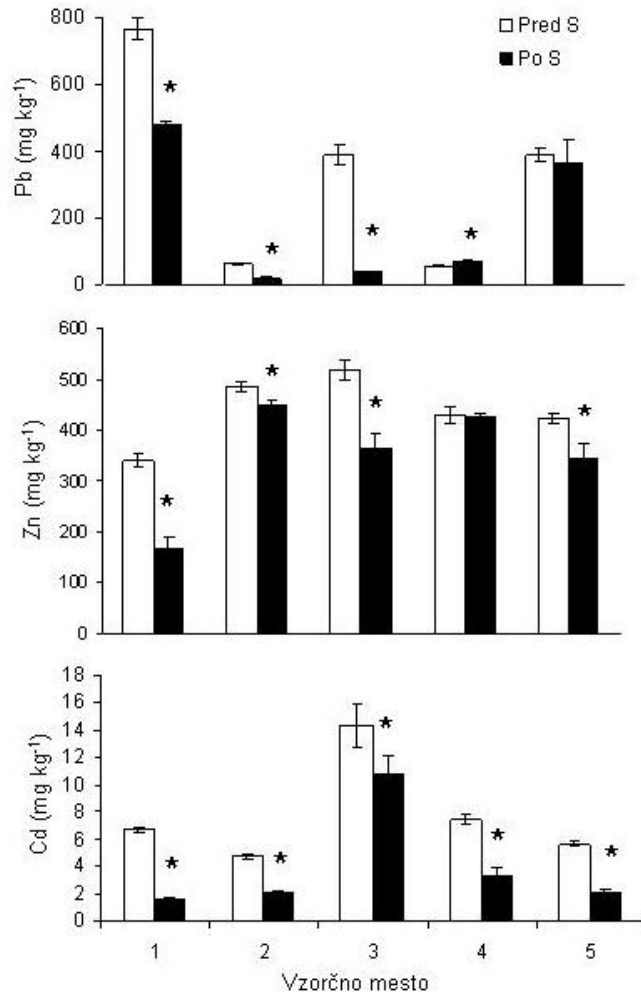 Pred S
Po S
Pb (mg kg⁻¹)
800
600
400
200
0
★ ★ ★ ★
Zn (mg kg⁻¹)
600
500
400
300
200
100
0
★ ★ ★ ★
Cd (mg kg⁻¹)
18
16
14
12
10
8
6
4
2
0
★ ★ ★ ★ ★
1 2 3 4 5
Vzorčno mesto